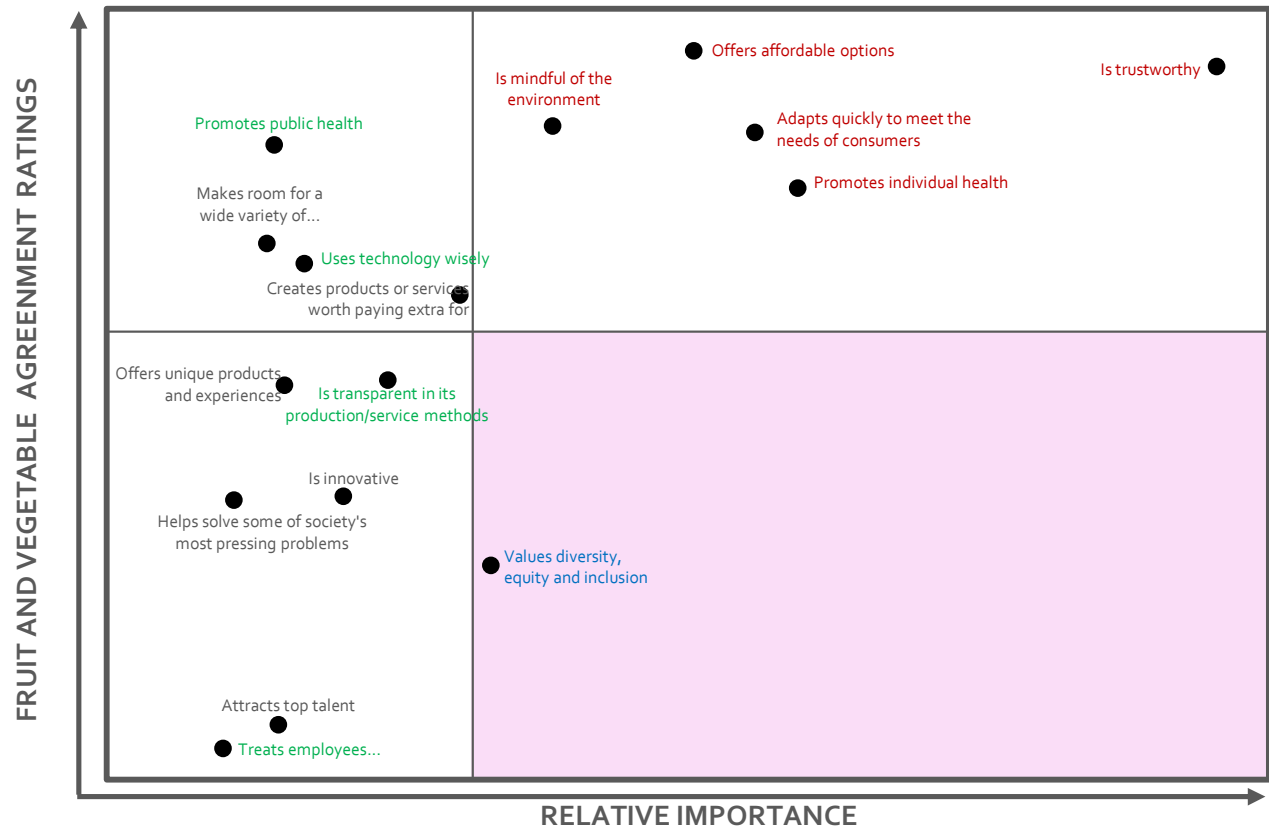 FRUIT AND VEGETABLE AGREENMENT RATINGS
Offers affordable options
Is trustworthy
Is mindful of the
environment
Adapts quickly to meet the
needs of consumers
Promotes public health
Promotes individual health
Makes room for a
wide variety of...
Uses technology wisely
Creates products or services
worth paying extra for
Offers unique products
and experiences
Is transparent in its
production/service methods
Is innovative
Helps solve some of society's
most pressing problems
Values diversity,
equity and inclusion
Attracts top talent
Treats employees...
RELATIVE IMPORTANCE